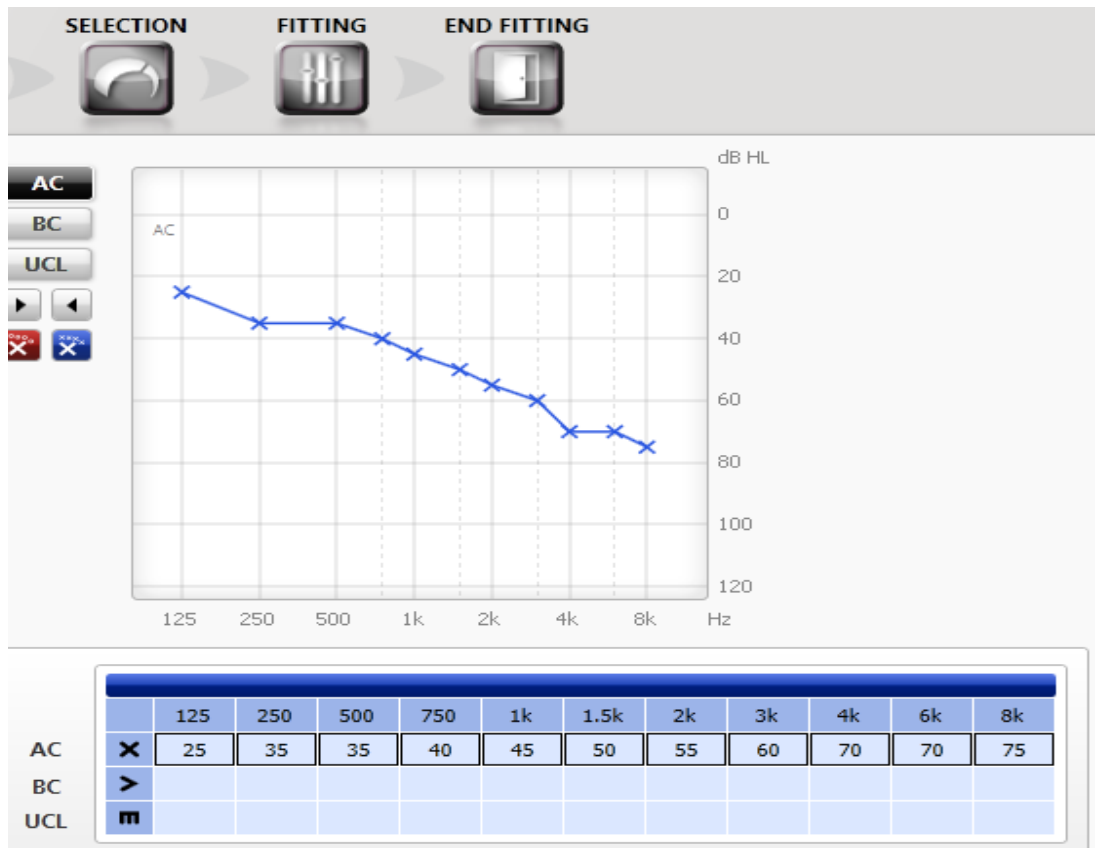 SELECTION FITTING END FITTING
dB HL
AC
BC
UCL
AC
0
20
40
60
80
100
120
125 250 500 1k 2k 4k 8k Hz
125 250 500 750 1k 1.5k 2k 3k 4k 6k 8k
AC 25 35 35 40 45 50 55 60 70 70 75
BC
UCL